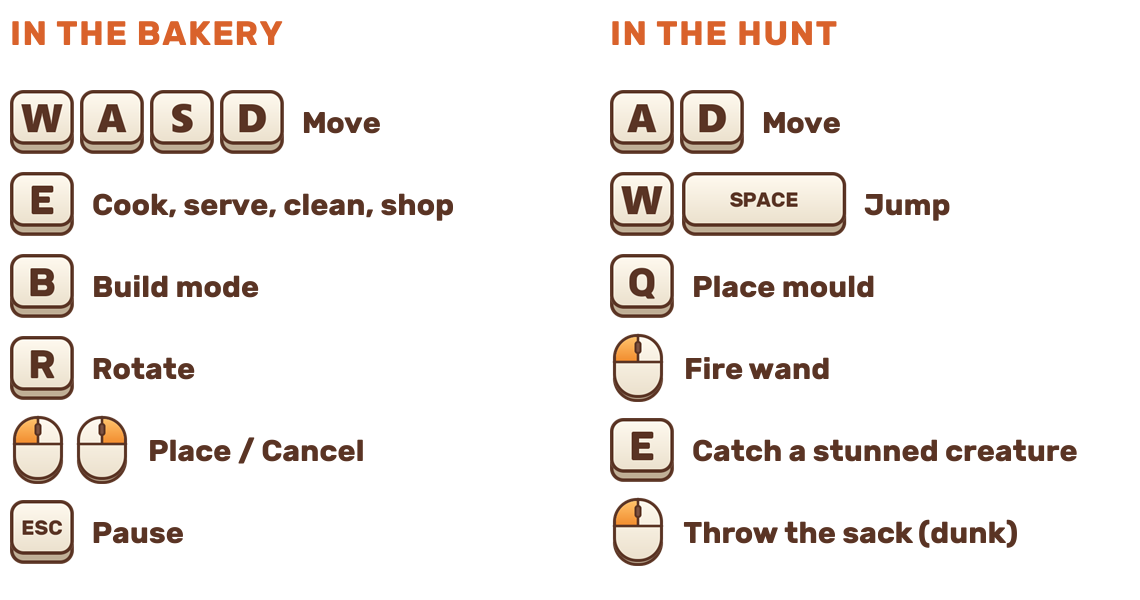 IN THE BAKERY
W A S D Move
E Cook, serve, clean, shop
B Build mode
R Rotate
Place / Cancel
ESC Pause
IN THE HUNT
A D Move
W SPACE Jump
Q Place mould
Fire wand
E Catch a stunned creature
Throw the sack (dunk)